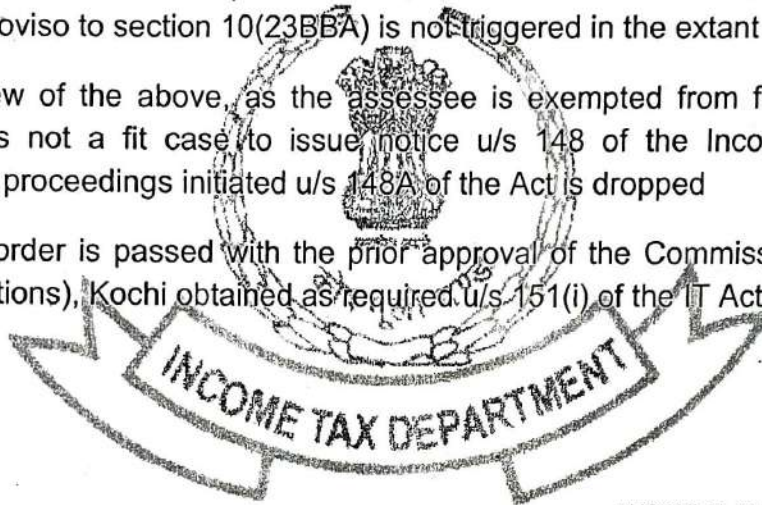 oviso to section 10(23BBA) is not triggered in the extant
ew of the above, as the assessee is exempted from f
s not a fit case to issue notice u/s 148 of the Inco
proceedings initiated u/s 148A of the Act is dropped
order is passed with the prior approval of the Commiss
tions), Kochi obtained as required u/s 151(i) of the IT Act
INCOME TAX DEPARTMENT